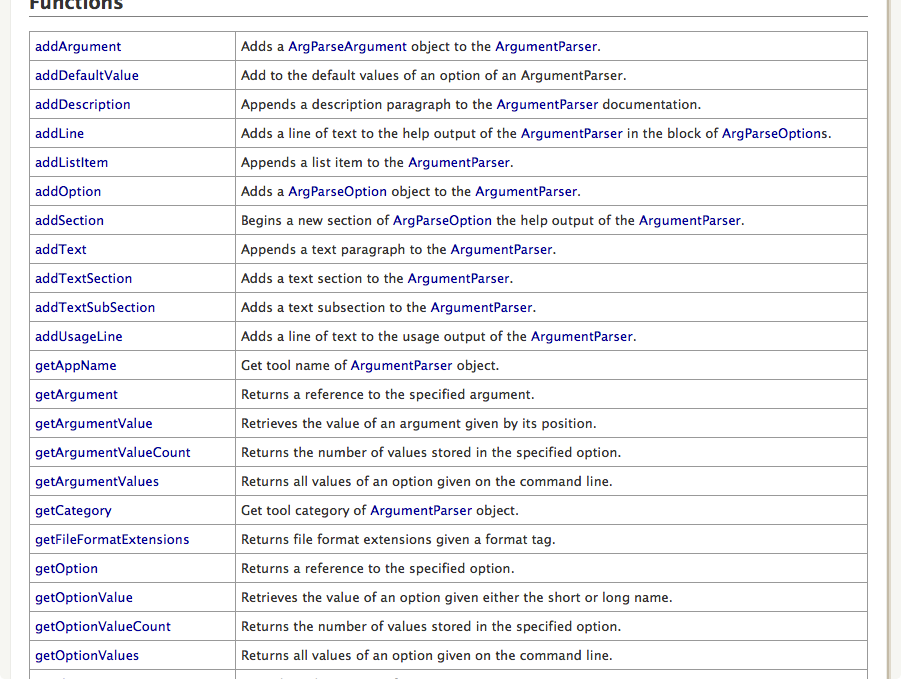 Functions
addArgument Adds a ArgParseArgument object to the ArgumentParser.
addDefaultValue Add to the default values of an option of an ArgumentParser.
addDescription Appends a description paragraph to the ArgumentParser documentation.
addLine Adds a line of text to the help output of the ArgumentParser in the block of ArgParseOptions.
addListItem Appends a list item to the ArgumentParser.
addOption Adds a ArgParseOption object to the ArgumentParser.
addSection Begins a new section of ArgParseOption the help output of the ArgumentParser.
addText Appends a text paragraph to the ArgumentParser.
addTextSection Adds a text section to the ArgumentParser.
addTextSubSection Adds a text subsection to the ArgumentParser.
addUsageLine Adds a line of text to the usage output of the ArgumentParser.
getAppName Get tool name of ArgumentParser object.
getArgument Returns a reference to the specified argument.
getArgumentValue Retrieves the value of an argument given by its position.
getArgumentValueCount Returns the number of values stored in the specified option.
getArgumentValues Returns all values of an option given on the command line.
getCategory Get tool category of ArgumentParser object.
getFileFormatExtensions Returns file format extensions given a format tag.
getOption Returns a reference to the specified option.
getOptionValue Retrieves the value of an option given either the short or long name.
getOptionValueCount Returns the number of values stored in the specified option.
getOptionValues Returns all values of an option given on the command line.